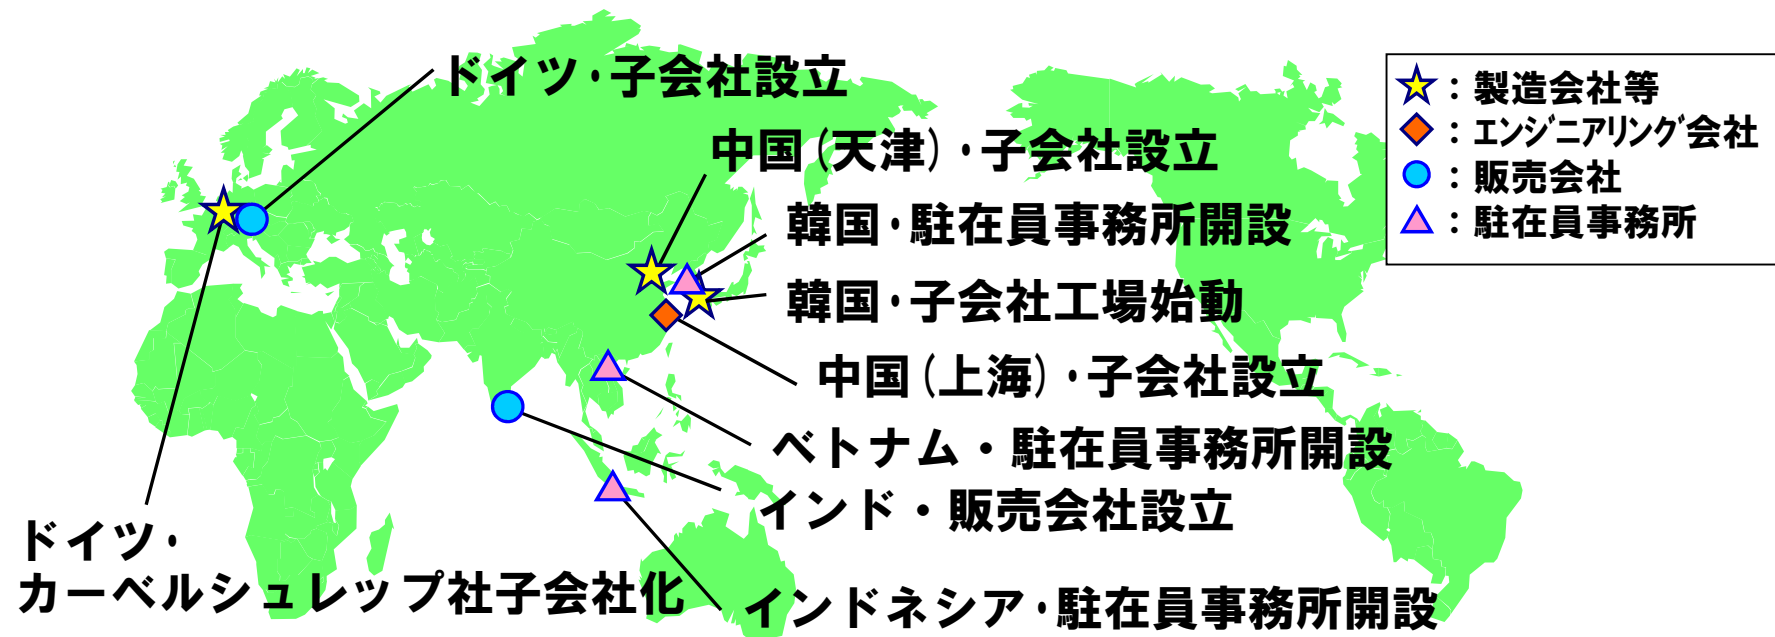 ドイツ・子会社設立
中国(天津)・子会社設立
韓国・駐在員事務所開設
韓国・子会社工場始動
中国(上海)・子会社設立
ベトナム・駐在員事務所開設
インド・販売会社設立
インドネシア・駐在員事務所開設
ドイツ・
カーベルシュレップ社子会社化
：製造会社等
：エンジニアリング会社
：販売会社
：駐在員事務所